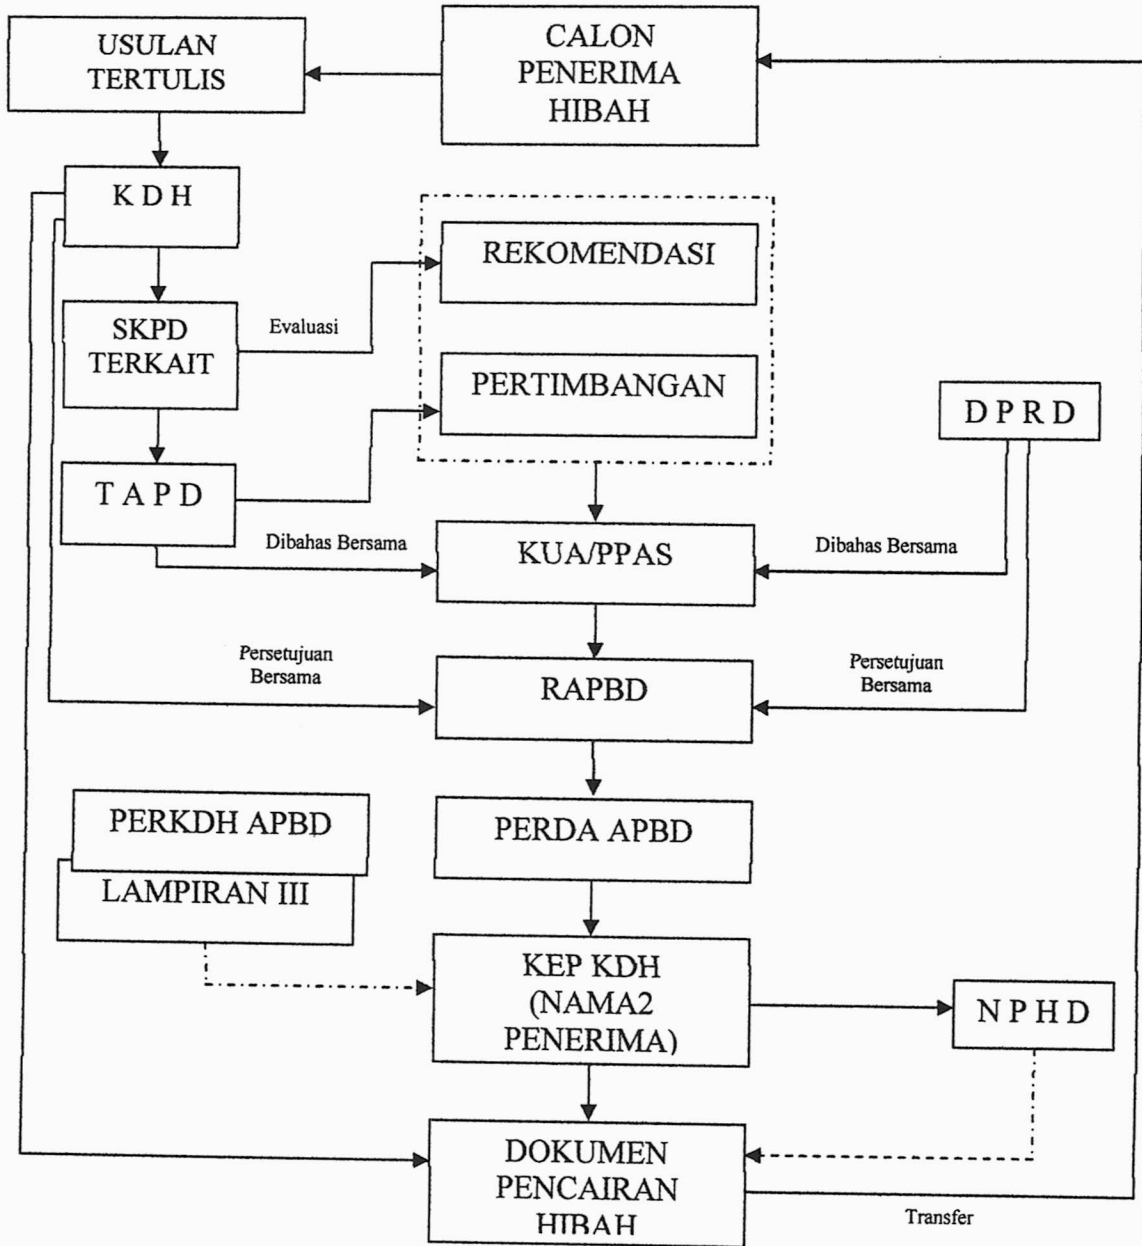 USULAN
TERTULIS
CALON
PENERIMA
HIBAH
K D H
REKOMENDASI
SKPD
TERKAIT
Evaluasi
PERTIMBANGAN
D P R D
T A P D
Dibahas Bersama
KUA/PPAS
Dibahas Bersama
Persetujuan
Bersama
RAPBD
Persetujuan
Bersama
PERKDH APBD
LAMPIRAN III
PERDA APBD
KEP KDH
(NAMA2
PENERIMA)
N P H D
DOKUMEN
PENCAIRAN
HIBAH
Transfer